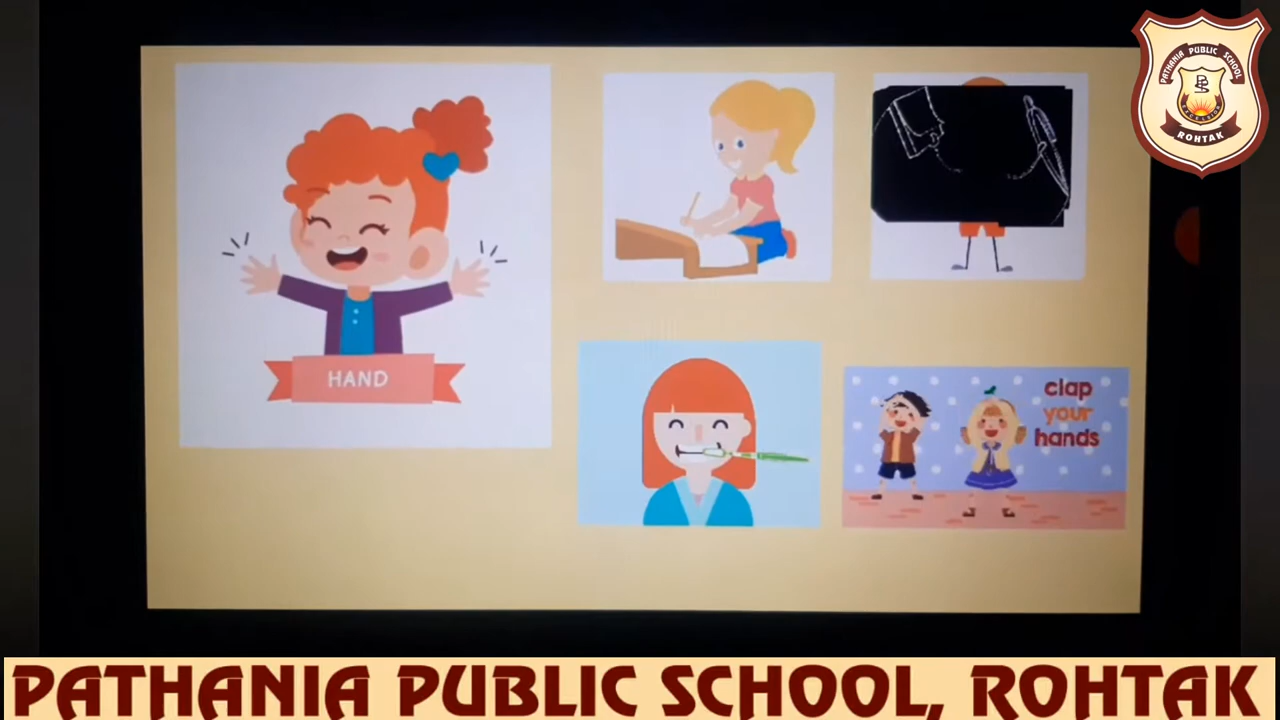 HAND
clap
your
hands
PATHANIA PUBLIC SCHOOL
ROHTAK
PATHANIA PUBLIC SCHOOL, ROHTAK